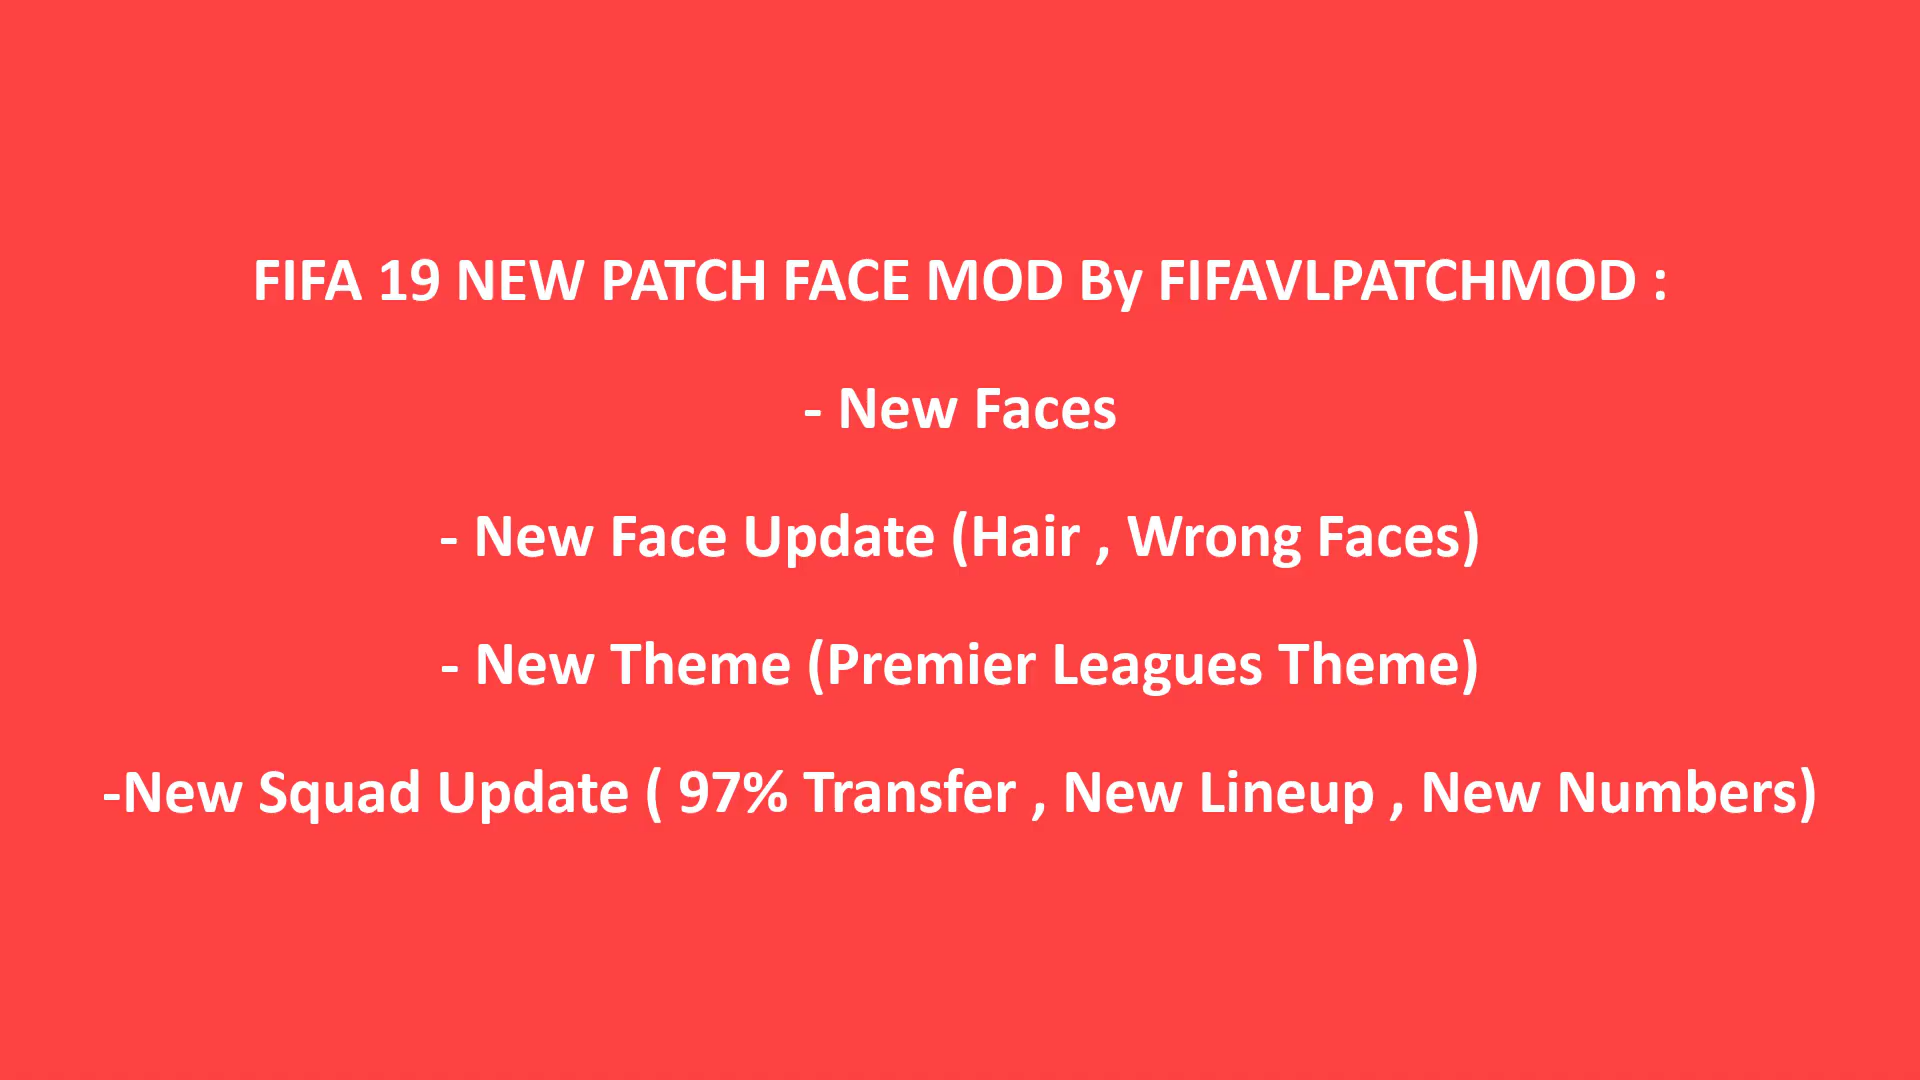 FIFA 19 NEW PATCH FACE MOD By FIFAVLPATCHMOD :
- New Faces
- New Face Update (Hair , Wrong Faces)
- New Theme (Premier Leagues Theme)
-New Squad Update ( 97% Transfer , New Lineup , New Numbers)